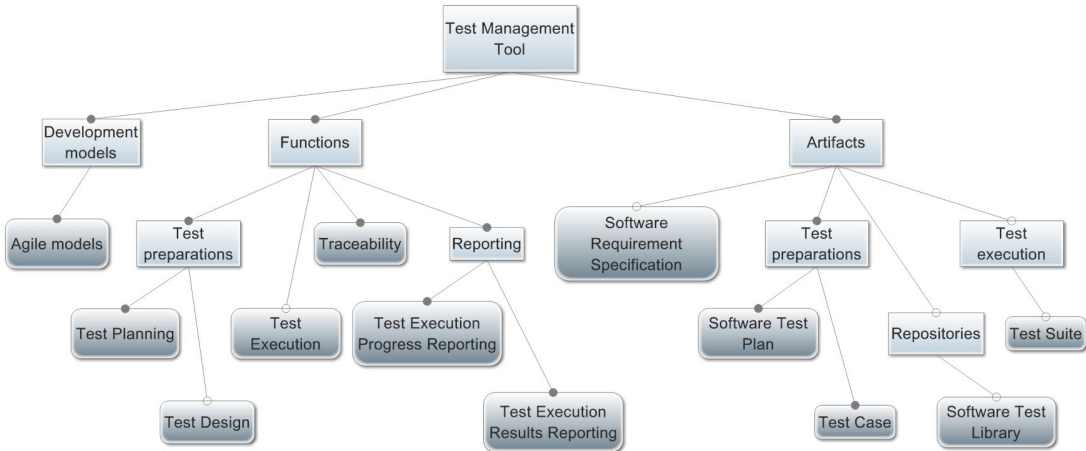 Test Management
Tool
Development
models
Functions
Artifacts
Agile models
Test
preparations
Traceability
Reporting
Software
Requirement
Specification
Test
preparations
Test
execution
Test Planning
Test
Execution
Test Execution
Progress Reporting
Software Test
Plan
Repositories
Test Suite
Test Design
Test Execution
Results Reporting
Test Case
Software Test
Library